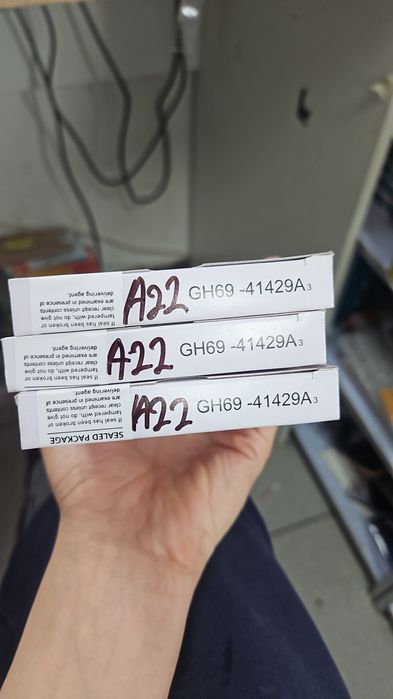 A22 GH69 -41429A3
If seal has been broken or
tampered with, do not give
clear receipt unless contents
are examined in presence of
delivering agent.
A22 GH69 -41429A3
If seal has been broken or
tampered with, do not give
clear receipt unless contents
are examined in presence of
delivering agent.
A22 GH69 -41429A3
SEALED PACKAGE
If seal has been broken or
tampered with, do not give
clear receipt unless contents
are examined in presence of
delivering agent.